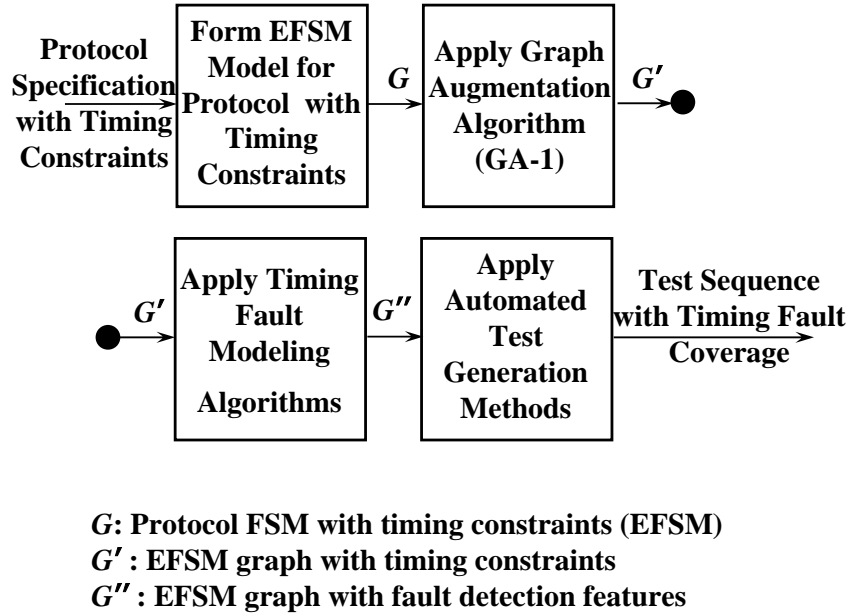 Protocol
Specification
with Timing
Constraints
Form EFSM
Model for
Protocol with
Timing
Constraints
G
Apply Graph
Augmentation
Algorithm
(GA-1)
G′
G′
Apply Timing
Fault
Modeling
Algorithms
G″
Apply
Automated
Test
Generation
Methods
Test Sequence
with Timing Fault
Coverage
G: Protocol FSM with timing constraints (EFSM)
G′ : EFSM graph with timing constraints
G″ : EFSM graph with fault detection features